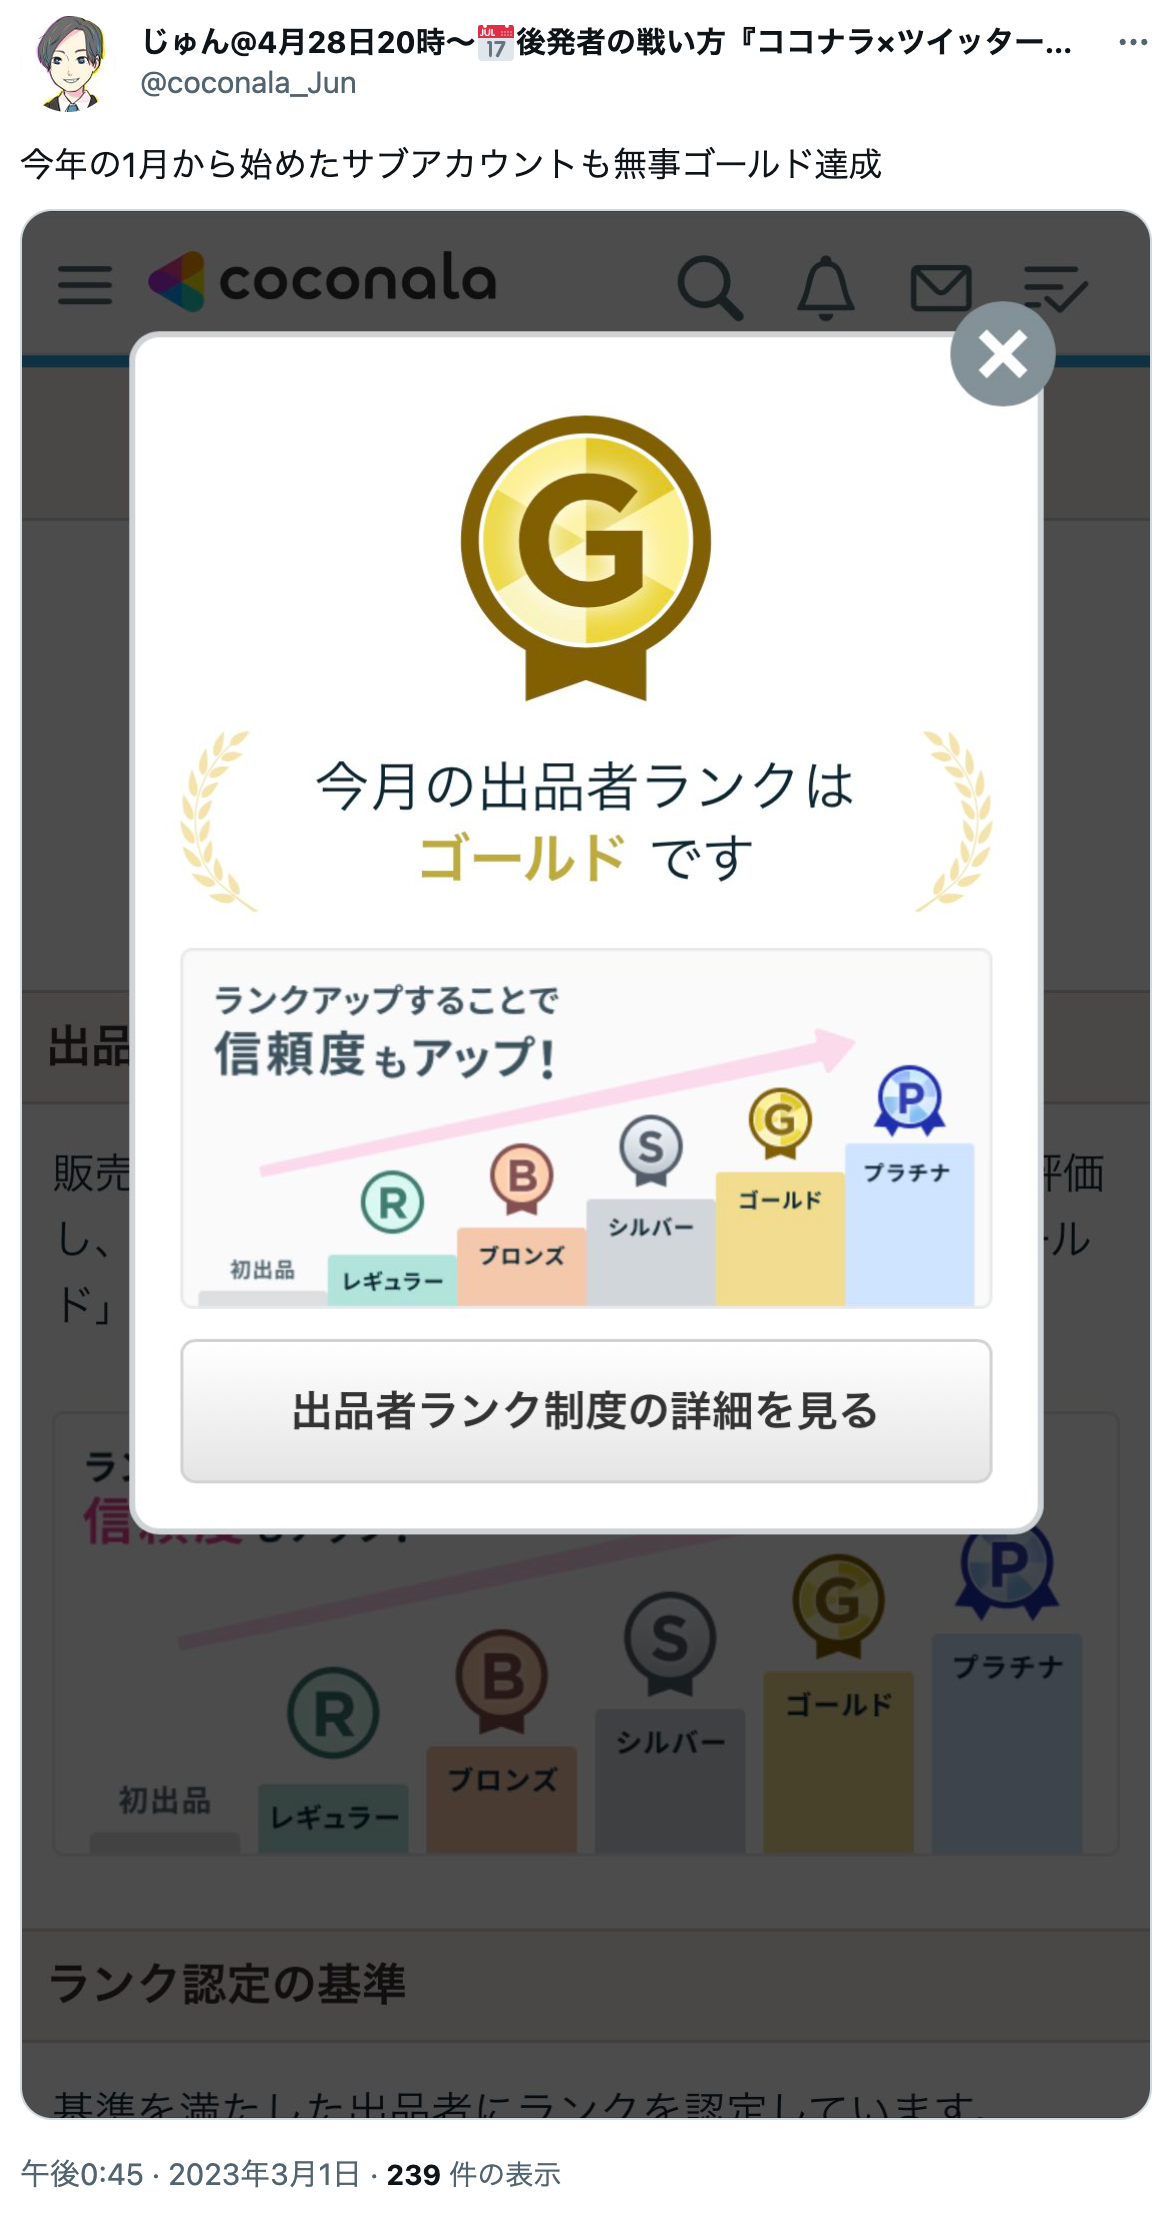 じゅん@4月28日20時〜📅後発者の戦い方『ココナラ×ツイッター...
@coconala_Jun
今年の1月から始めたサブアカウントも無事ゴールド達成
coconala
G
今月の出品者ランクは
ゴールド です
ランクアップすることで
信頼度もアップ!
初出品
R
レギュラー
B
ブロンズ
S
シルバー
G
ゴールド
P
プラチナ
出品者ランク制度の詳細を見る
出品
販売 評価
し、 ール
ド」
ラン
信頼度もアップ!
初出品
R
レギュラー
B
ブロンズ
S
シルバー
G
ゴールド
P
プラチナ
ランク認定の基準
基準を満たした出品者にランクを認定しています。
午後0:45 · 2023年3月1日 · 239 件の表示